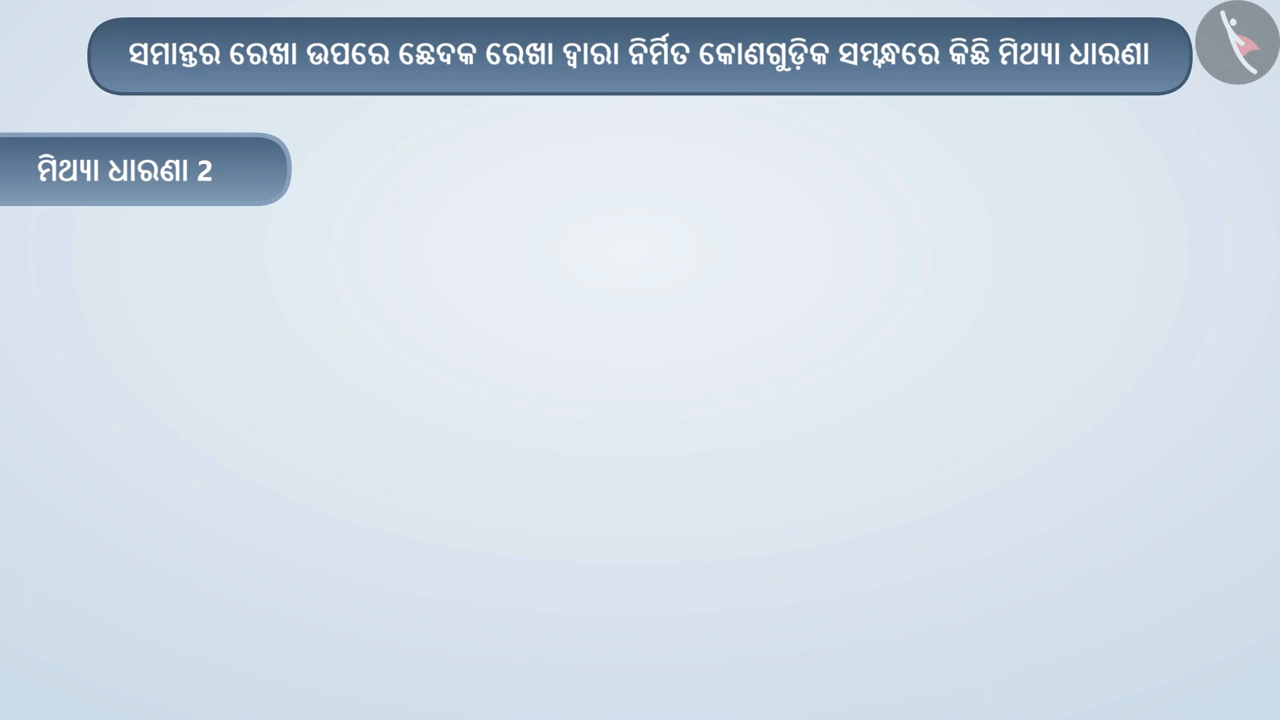 ସମାନ୍ତର ରେଖା ଉପରେ ଛେଦକ ରେଖା ଦ୍ୱାରା ନିର୍ମିତ କୋଣଗୁଡ଼ିକ ସମ୍ବନ୍ଧରେ କିଛି ମିଥ୍ୟା ଧାରଣା
ମିଥ୍ୟା ଧାରଣା 2